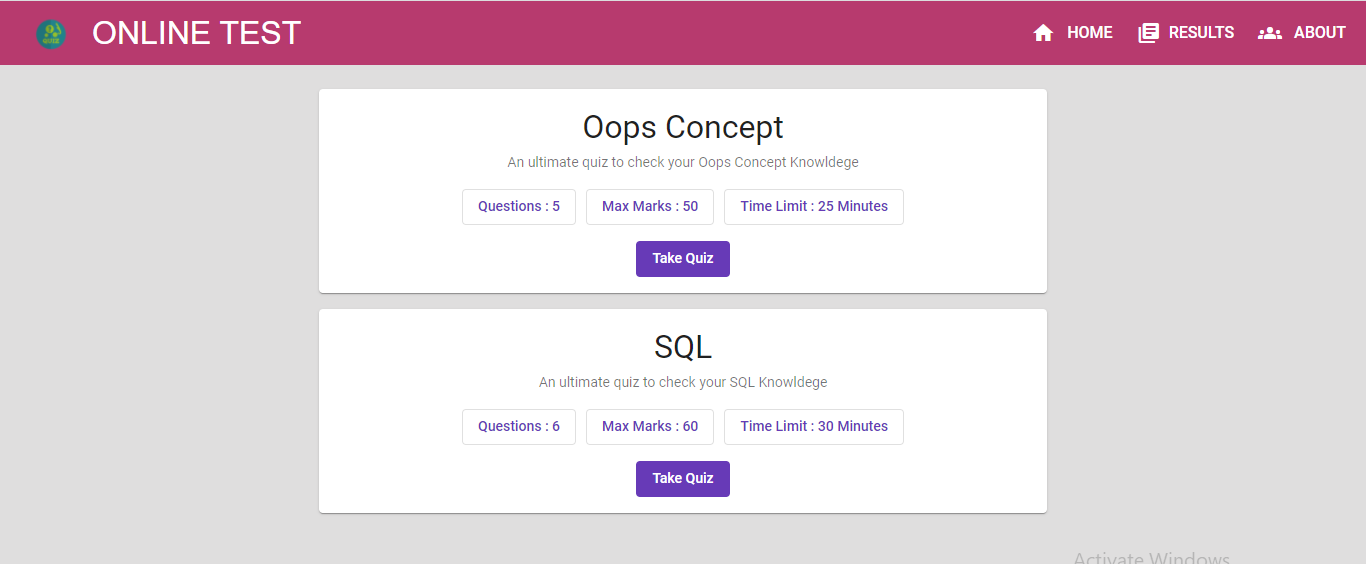 ONLINE TEST
HOME RESULTS ABOUT
Oops Concept
An ultimate quiz to check your Oops Concept Knowldege
Questions : 5 Max Marks : 50 Time Limit : 25 Minutes
Take Quiz
SQL
An ultimate quiz to check your SQL Knowldege
Questions : 6 Max Marks : 60 Time Limit : 30 Minutes
Take Quiz
Activate Windows